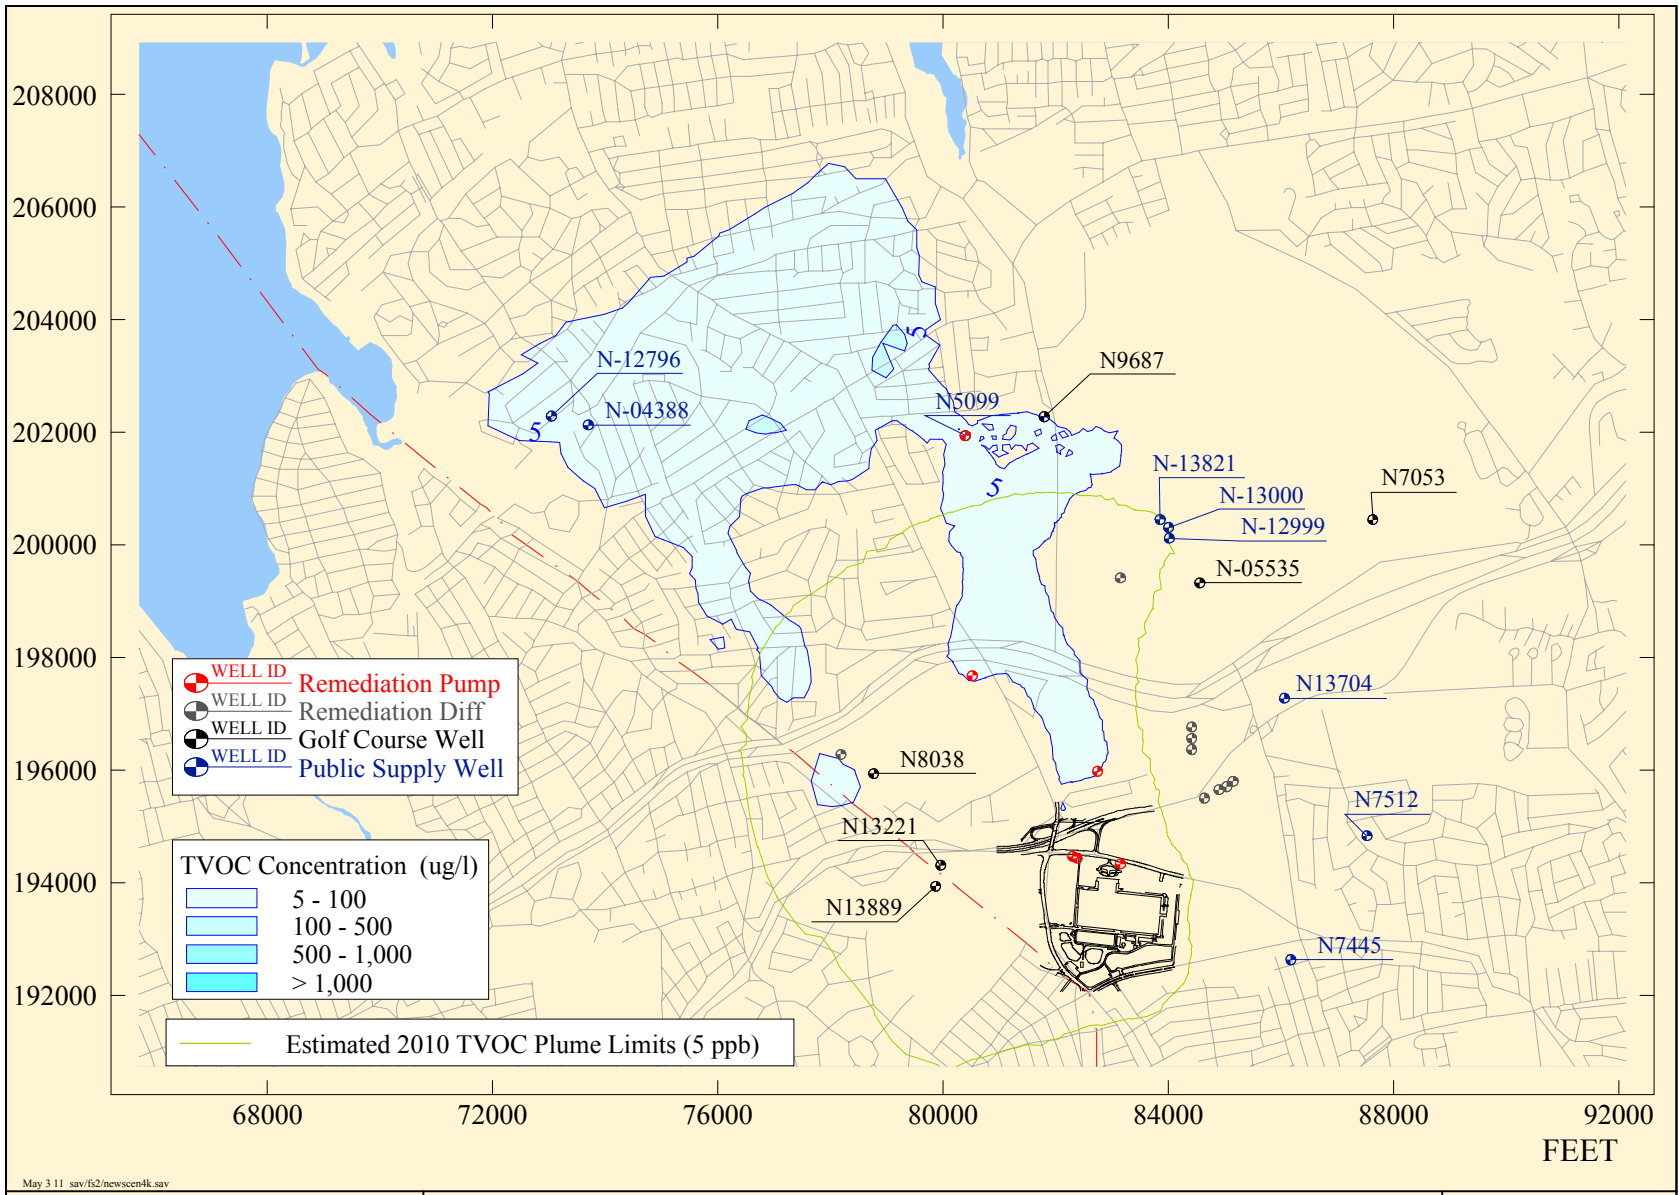 208000
206000
204000
202000
200000
198000
196000
194000
192000
5
N-12796
N-04388
5
N9687
N5099
5
N-13821
N-13000
N-12999
N7053
N-05535
N13704
N8038
N7512
N13221
N13889
N7445
WELL ID Remediation Pump
WELL ID Remediation Diff
WELL ID Golf Course Well
WELL ID Public Supply Well
TVOC Concentration (ug/l)
5 - 100
100 - 500
500 - 1,000
> 1,000
Estimated 2010 TVOC Plume Limits (5 ppb)
68000 72000 76000 80000 84000 88000 92000
FEET
May 3 11 sav/fs2/newscen4k.sav